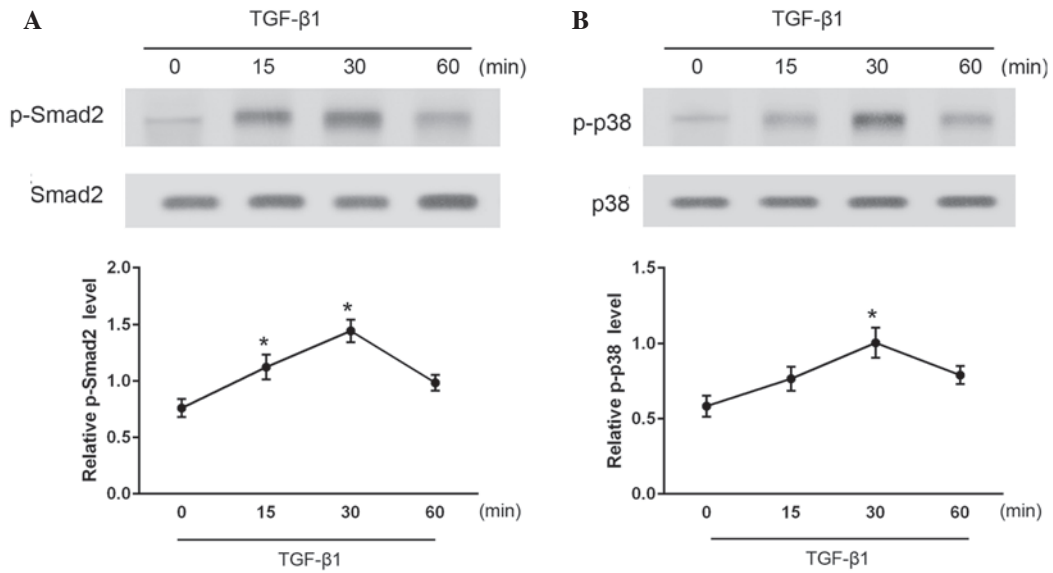 A
TGF-β1
0 15 30 60 (min)
p-Smad2
Smad2
2.0
1.5
1.0
0.5
0.0
Relative p-Smad2 level
*
*
0 15 30 60 (min)
TGF-β1
B
TGF-β1
0 15 30 60 (min)
p-p38
p38
1.5
1.0
0.5
0.0
Relative p-p38 level
*
0 15 30 60 (min)
TGF-β1